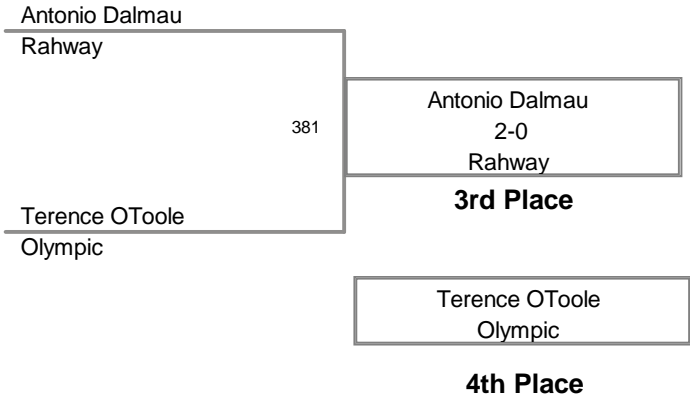 Antonio Dalmau
Rahway
381
Antonio Dalmau
2-0
Rahway
3rd Place
Terence OToole
Olympic
Terence OToole
Olympic
4th Place